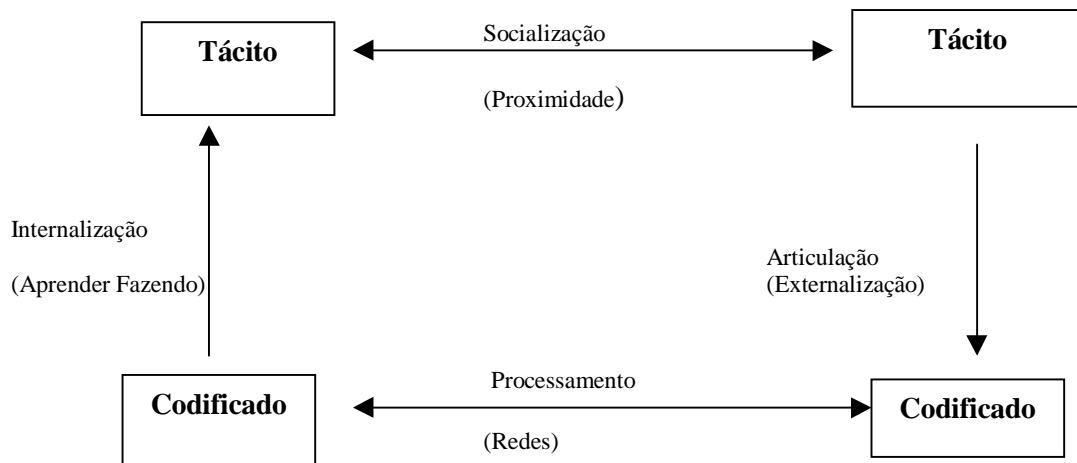 Tácito
Socialização
Tácito
(Proximidade)
Internalização
(Aprender Fazendo)
Articulação
(Externalização)
Codificado
Processamento
Codificado
(Redes)